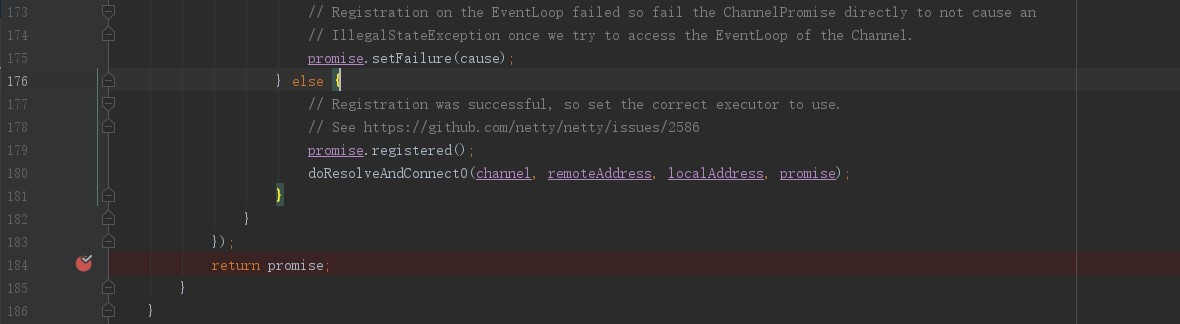 173 // Registration on the EventLoop failed so fail the ChannelPromise directly to not cause an
174 // IllegalStateException once we try to access the EventLoop of the Channel.
175 promise.setFailure(cause);
176 } else {
177 // Registration was successful, so set the correct executor to use.
178 // See https://github.com/netty/netty/issues/2586
179 promise.registered();
180 doResolveAndConnect0(channel, remoteAddress, localAddress, promise);
181 }
182 }
183 });
184 return promise;
185 }
186 }